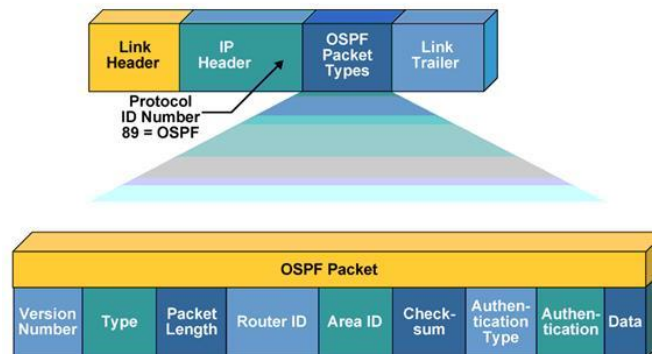 Link
Header
IP
Header
OSPF
Packet
Types
Link
Trailer
Protocol
ID Number
89 = OSPF
OSPF Packet
Version
Number
Type
Packet
Length
Router ID
Area ID
Check-
sum
Authen-
tication
Type
Authen-
tication
Data